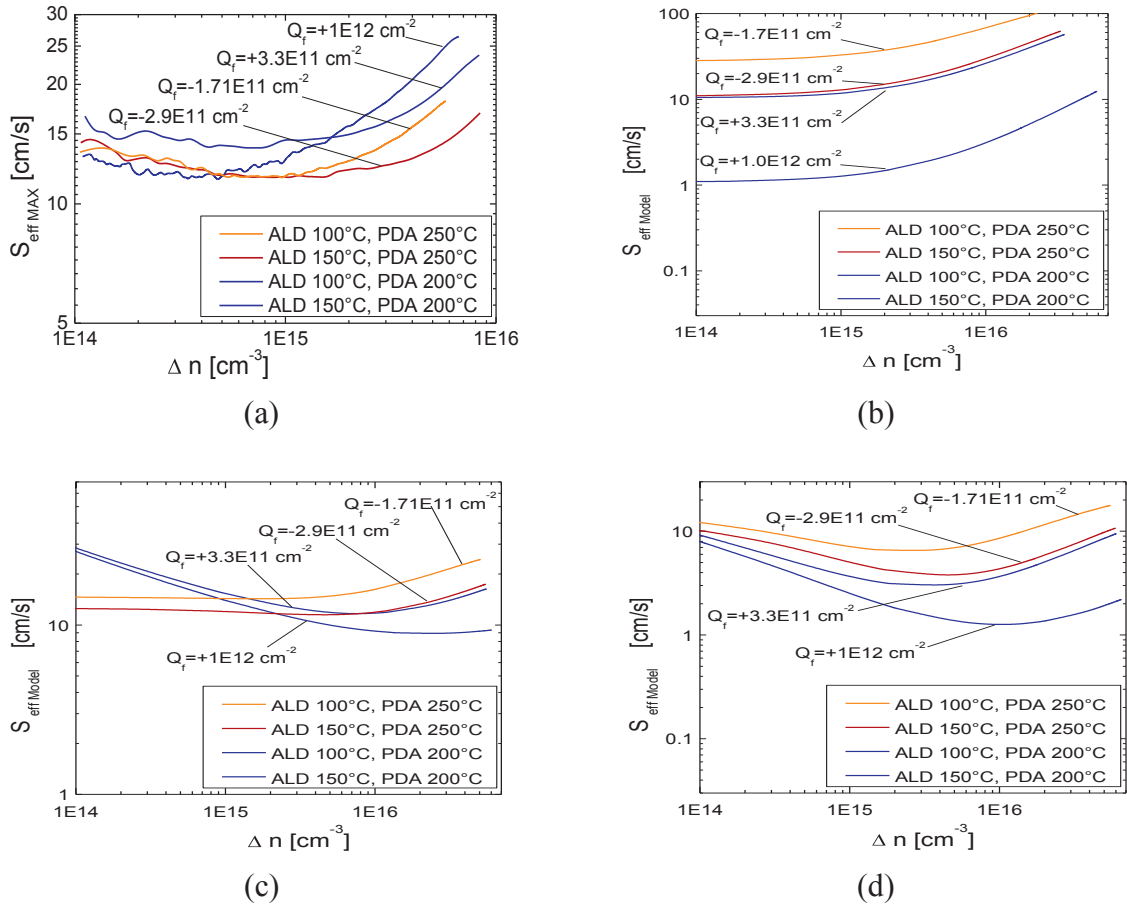 30
25
20
15
10
5
S_eff MAX [cm/s]
Q_f=+1E12 cm⁻²
Q_f=+3.3E11 cm⁻²
Q_f=-1.71E11 cm⁻²
Q_f=-2.9E11 cm⁻²
ALD 100°C, PDA 250°C
ALD 150°C, PDA 250°C
ALD 100°C, PDA 200°C
ALD 150°C, PDA 200°C
1E14 1E15 1E16
Δ n [cm⁻³]
(a)
100
10
1
0.1
S_eff Model [cm/s]
Q_f=-1.7E11 cm⁻²
Q_f=-2.9E11 cm⁻²
Q_f=+3.3E11 cm⁻²
Q_f=+1.0E12 cm⁻²
ALD 100°C, PDA 250°C
ALD 150°C, PDA 250°C
ALD 100°C, PDA 200°C
ALD 150°C, PDA 200°C
1E14 1E15 1E16
Δ n [cm⁻³]
(b)
10
1
S_eff Model [cm/s]
Q_f=-1.71E11 cm⁻²
Q_f=-2.9E11 cm⁻²
Q_f=+3.3E11 cm⁻²
Q_f=+1E12 cm⁻²
ALD 100°C, PDA 250°C
ALD 150°C, PDA 250°C
ALD 100°C, PDA 200°C
ALD 150°C, PDA 200°C
1E14 1E15 1E16
Δ n [cm⁻³]
(c)
10
1
0.1
S_eff Model [cm/s]
Q_f=-1.71E11 cm⁻²
Q_f=-2.9E11 cm⁻²
Q_f=+3.3E11 cm⁻²
Q_f=+1E12 cm⁻²
ALD 100°C, PDA 250°C
ALD 150°C, PDA 250°C
ALD 100°C, PDA 200°C
ALD 150°C, PDA 200°C
1E14 1E15 1E16
Δ n [cm⁻³]
(d)